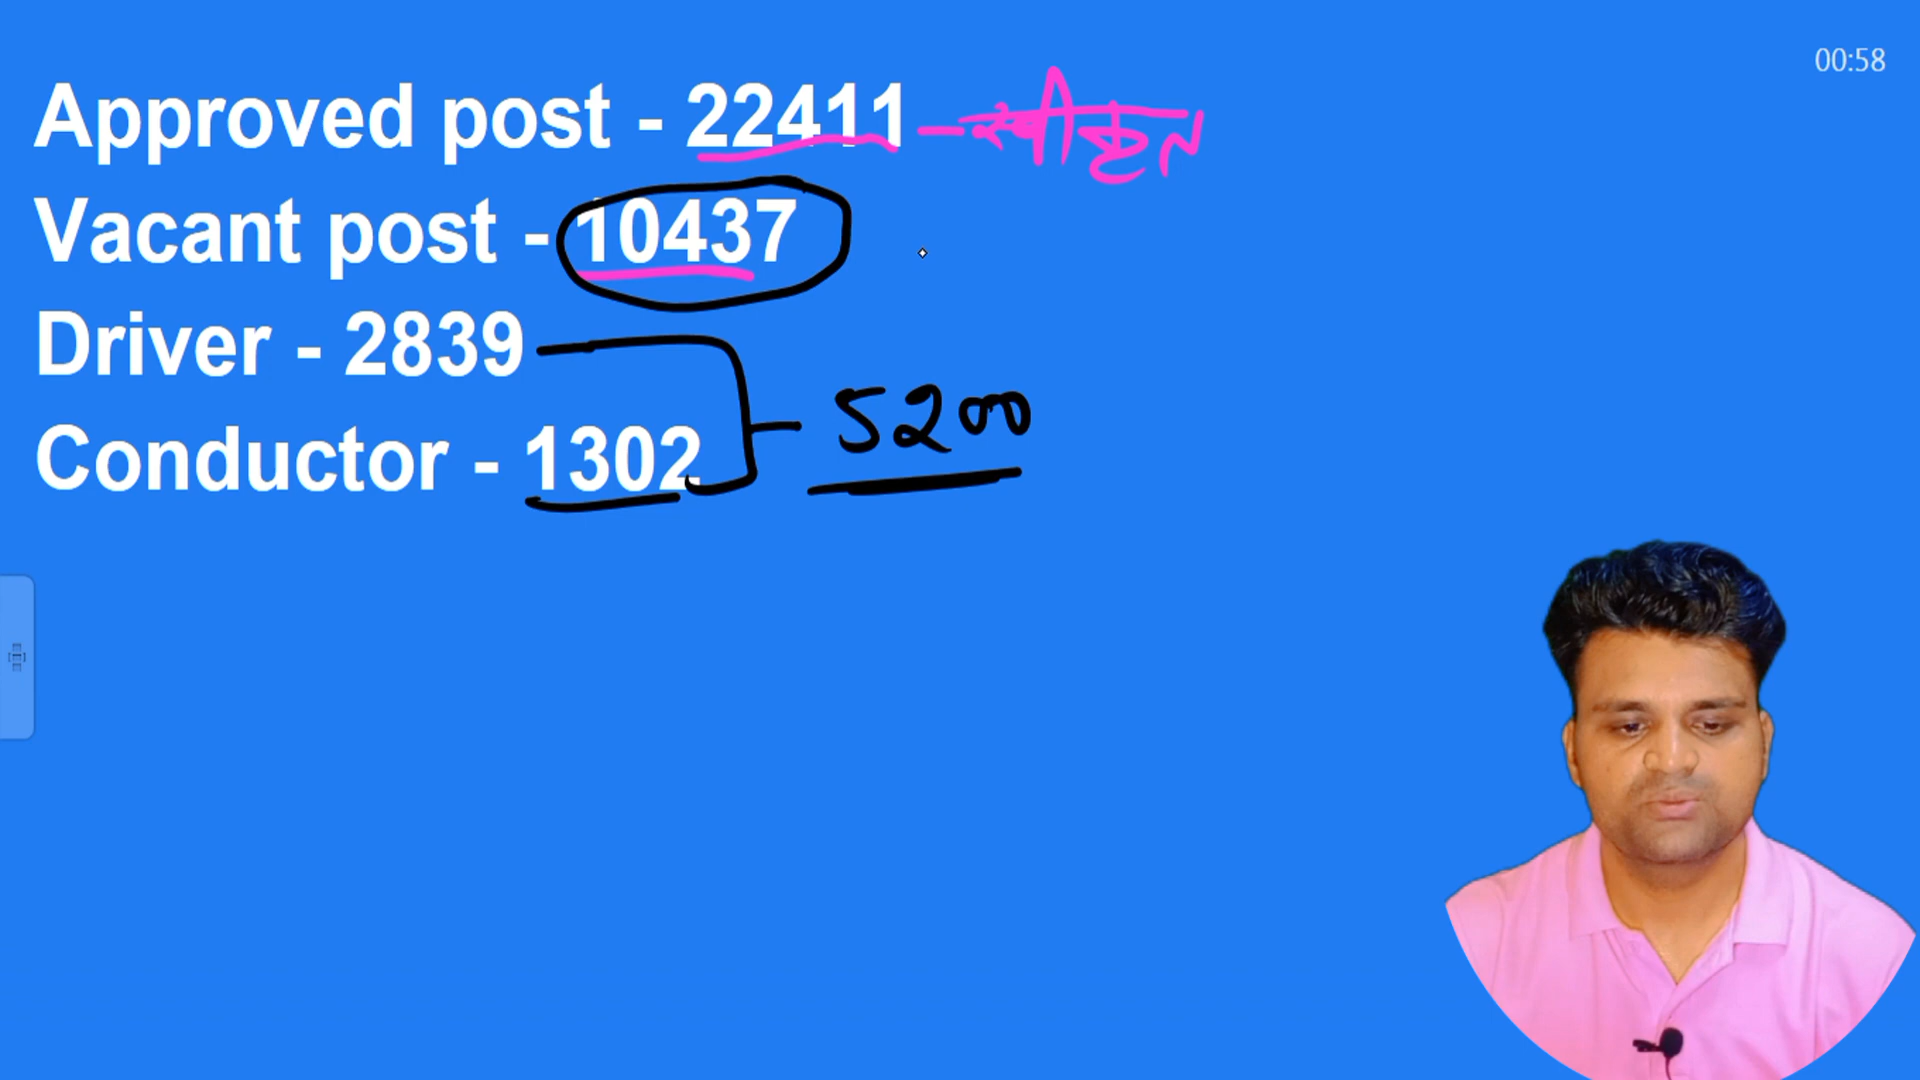 00:58
Approved post - 22411 - स्वीकृत
Vacant post - 10437
Driver - 2839
Conductor - 1302
5200